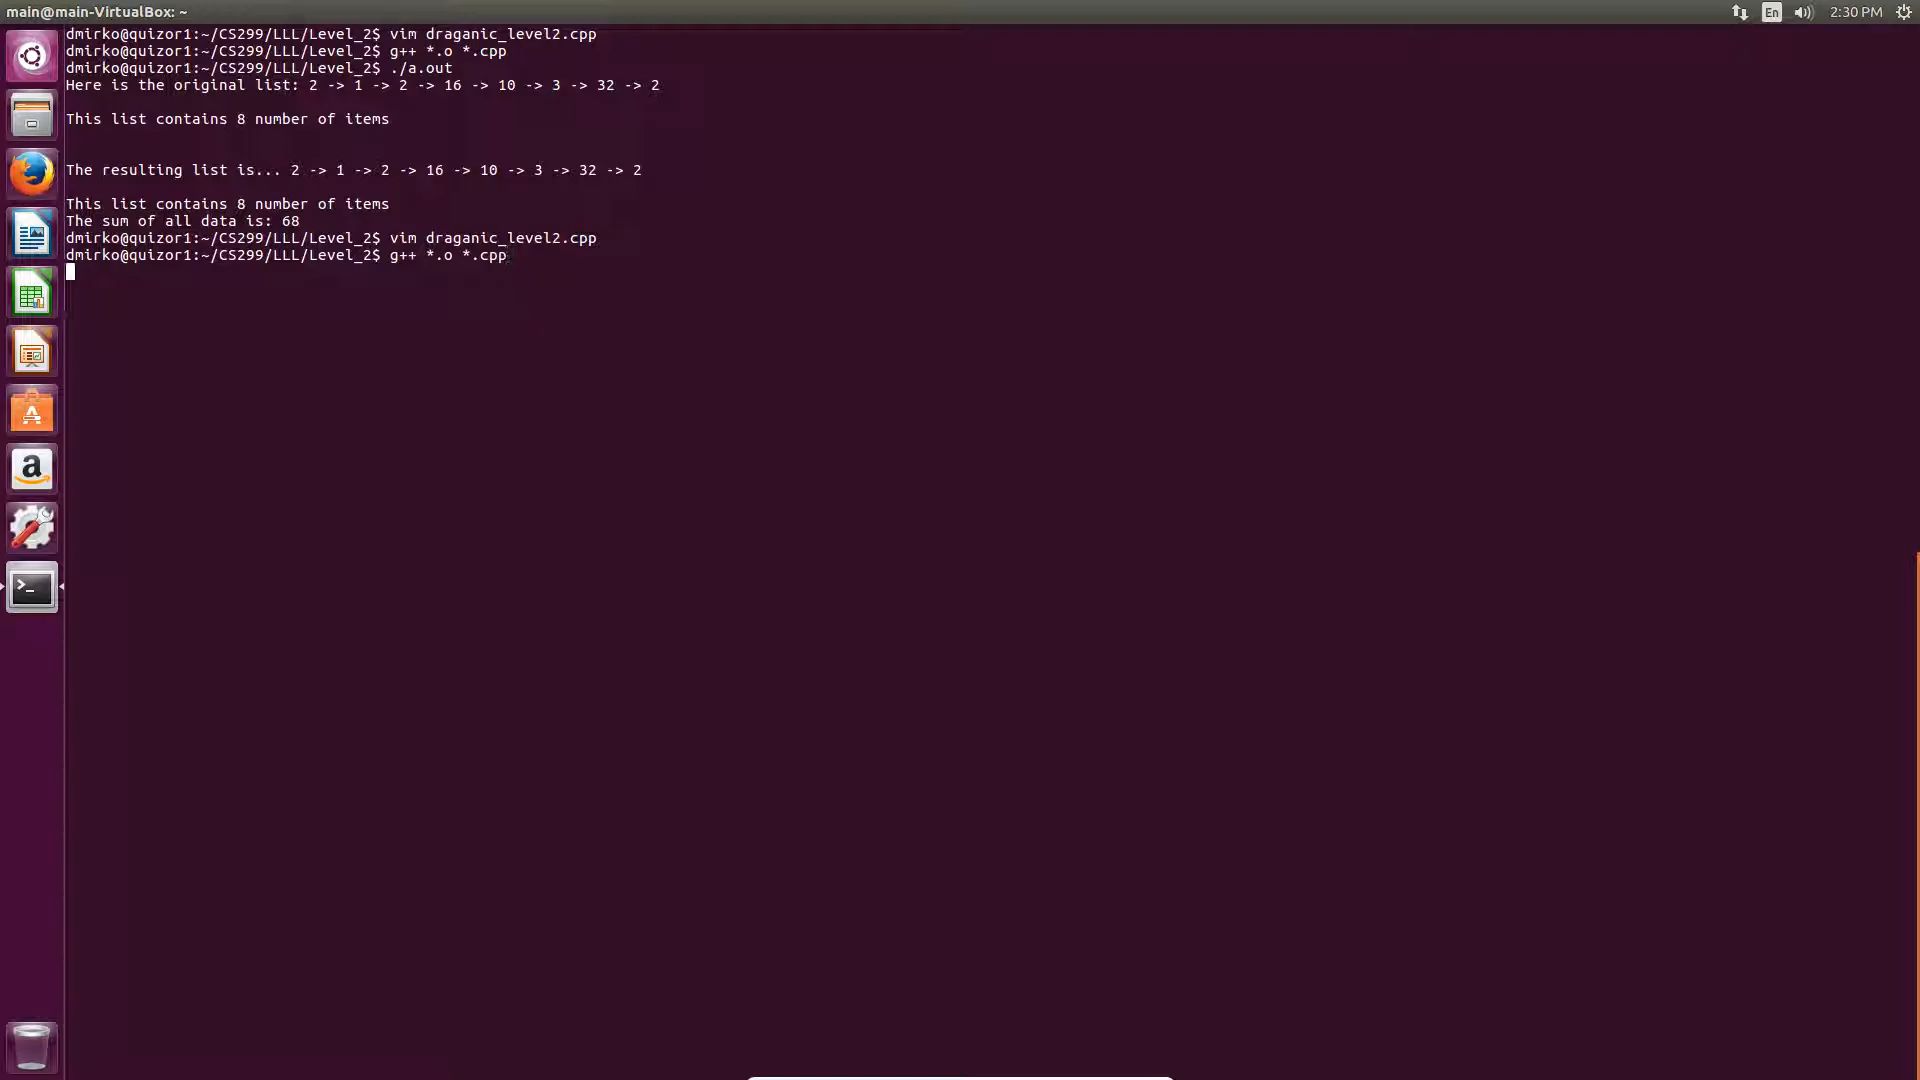 main@main-VirtualBox: ~
En
2:30 PM
dmirko@quizor1:~/CS299/LLL/Level_2$ vim draganic_level2.cpp
dmirko@quizor1:~/CS299/LLL/Level_2$ g++ *.o *.cpp
dmirko@quizor1:~/CS299/LLL/Level_2$ ./a.out
Here is the original list: 2 -> 1 -> 2 -> 16 -> 10 -> 3 -> 32 -> 2
This list contains 8 number of items
The resulting list is... 2 -> 1 -> 2 -> 16 -> 10 -> 3 -> 32 -> 2
This list contains 8 number of items
The sum of all data is: 68
dmirko@quizor1:~/CS299/LLL/Level_2$ vim draganic_level2.cpp
dmirko@quizor1:~/CS299/LLL/Level_2$ g++ *.o *.cpp